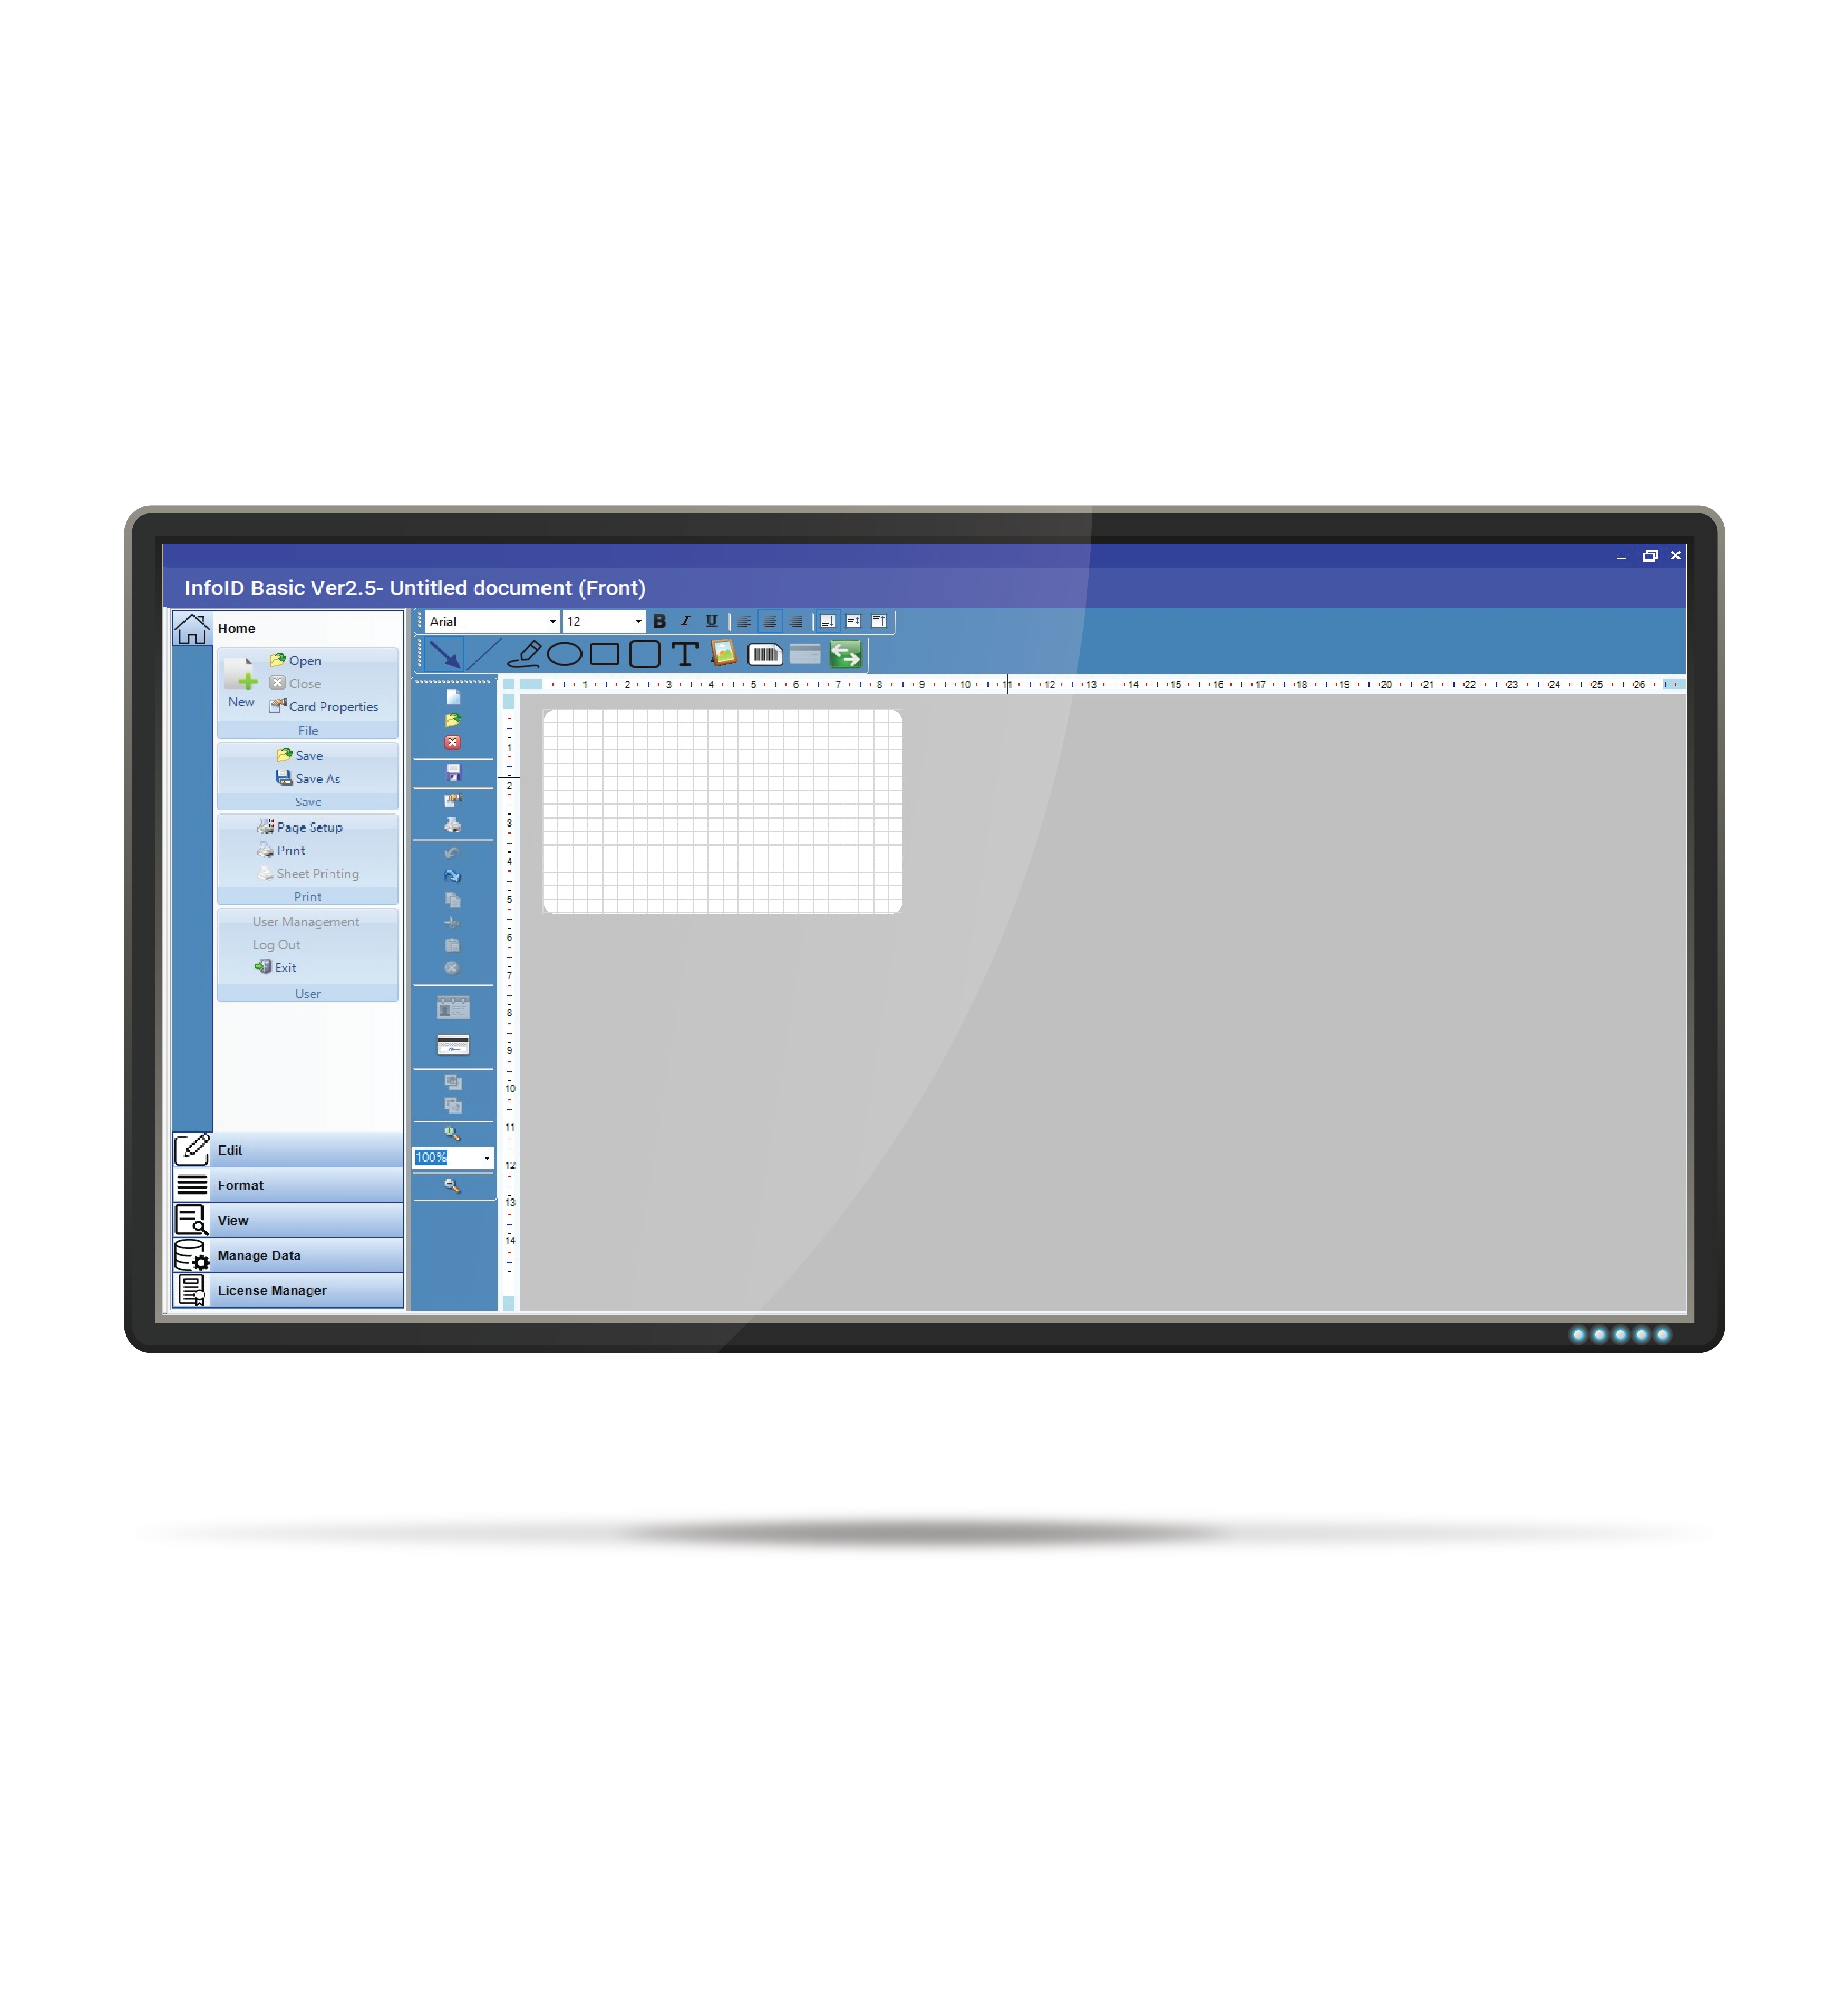 InfoID Basic Ver2.5- Untitled document (Front)
Home
Arial
12
B I U
T
New
Open
Close
Card Properties
File
Save
Save As
Save
Page Setup
Print
Sheet Printing
Print
User Management
Log Out
Exit
User
Edit
Format
View
Manage Data
License Manager
100%
1 2 3 4 5 6 7 8 9 10 11 12 13 14 15 16 17 18 19 20 21 22 23 24 25 26
1
2
3
4
5
6
7
8
9
10
11
12
13
14